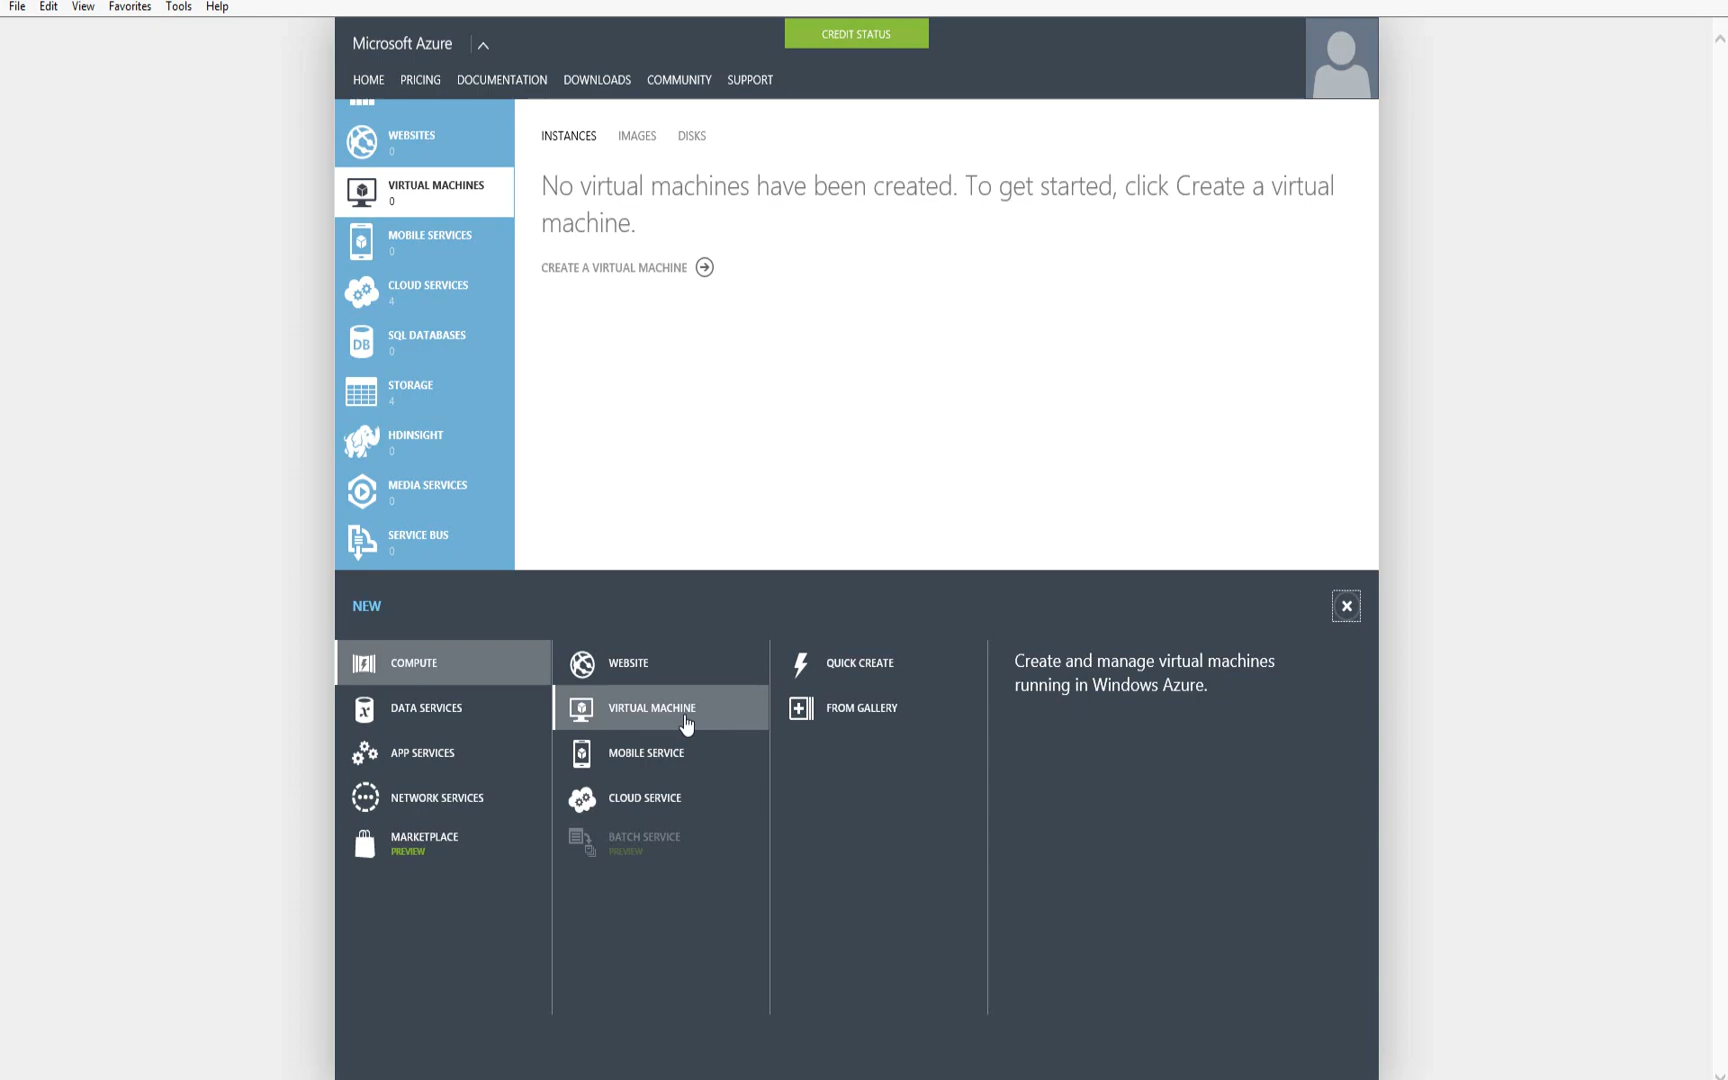 File Edit View Favorites Tools Help
Microsoft Azure
CREDIT STATUS
HOME PRICING DOCUMENTATION DOWNLOADS COMMUNITY SUPPORT
WEBSITES
0
VIRTUAL MACHINES
0
MOBILE SERVICES
0
CLOUD SERVICES
4
SQL DATABASES
0
DB
STORAGE
4
HDINSIGHT
0
MEDIA SERVICES
0
SERVICE BUS
0
INSTANCES IMAGES DISKS
No virtual machines have been created. To get started, click Create a virtual
machine.
CREATE A VIRTUAL MACHINE
NEW
COMPUTE
DATA SERVICES
APP SERVICES
NETWORK SERVICES
MARKETPLACE
PREVIEW
WEBSITE
VIRTUAL MACHINE
MOBILE SERVICE
CLOUD SERVICE
BATCH SERVICE
PREVIEW
QUICK CREATE
FROM GALLERY
Create and manage virtual machines
running in Windows Azure.